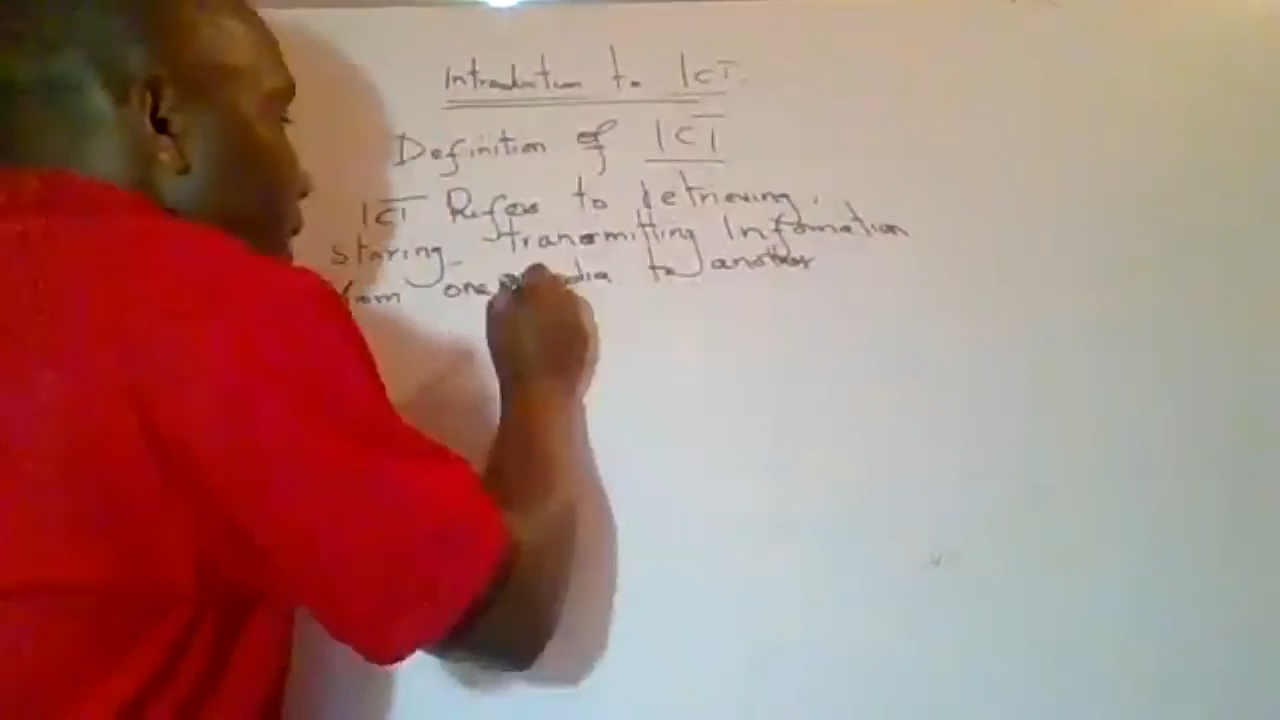 Introduction to ICT.
Definition of ICT
ICT Refers to retrieving,
storing, transmitting Information
from one media to another